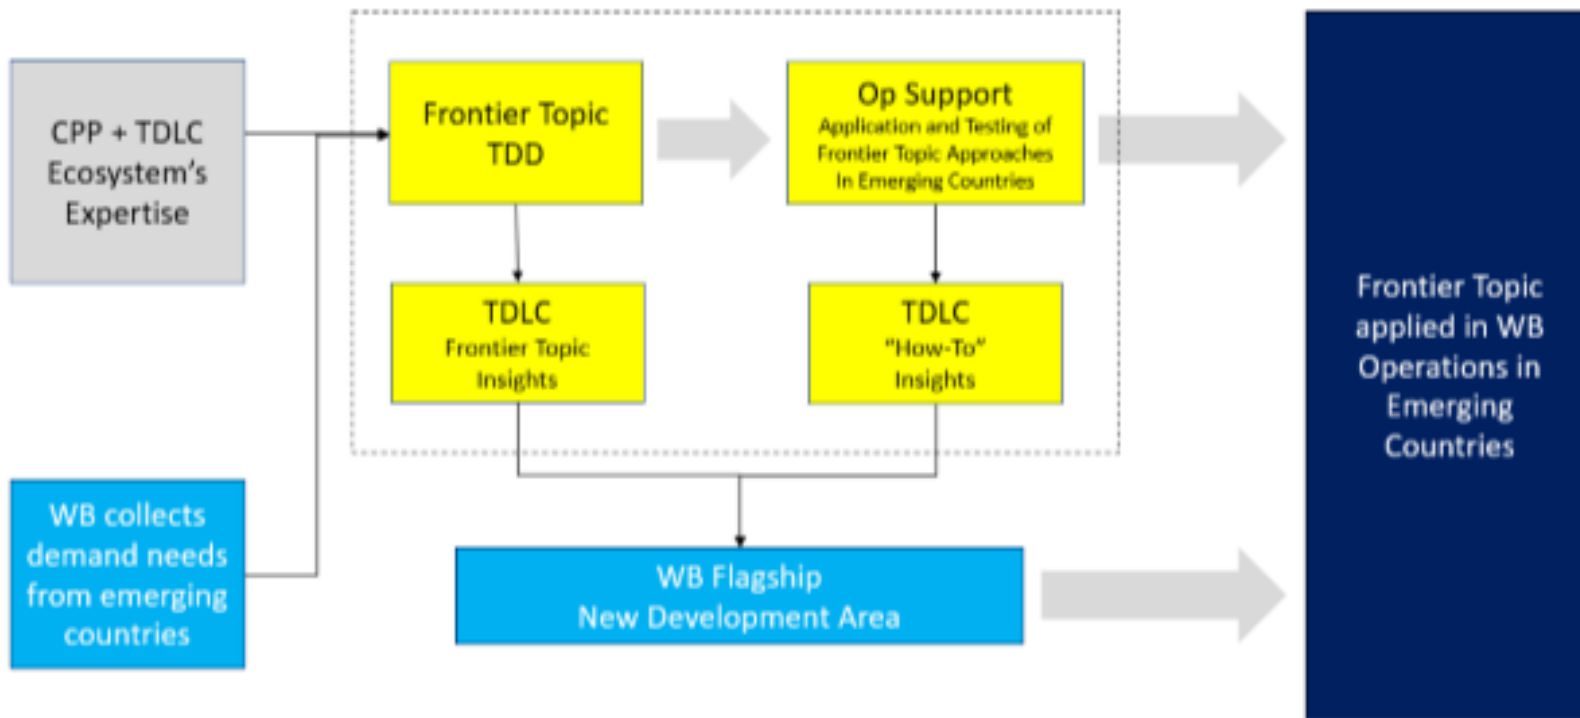 CPP + TDLC
Ecosystem's
Expertise
WB collects
demand needs
from emerging
countries
Frontier Topic
TDD
Op Support
Application and Testing of
Frontier Topic Approaches
In Emerging Countries
TDLC
Frontier Topic
Insights
TDLC
"How-To"
Insights
WB Flagship
New Development Area
Frontier Topic
applied in WB
Operations in
Emerging
Countries